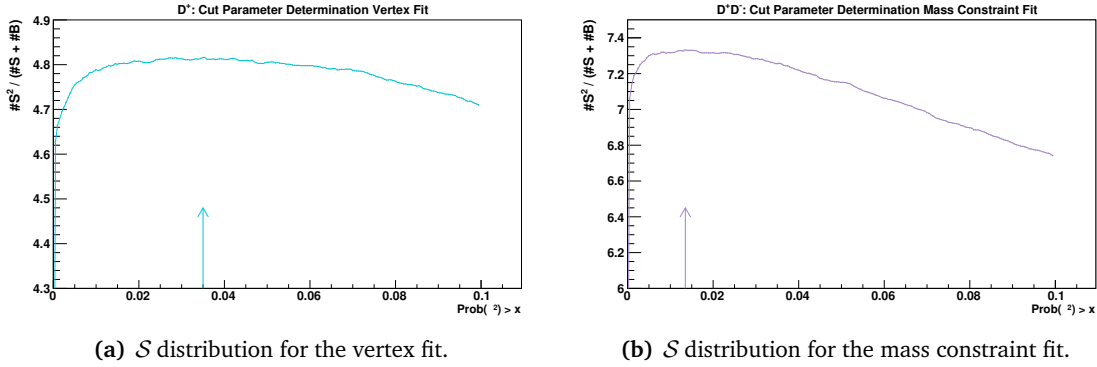 D⁺: Cut Parameter Determination Vertex Fit
#S² / (#S + #B)
4.9
4.8
4.7
4.6
4.5
4.4
4.3
0 0.02 0.04 0.06 0.08 0.1
Prob( ²) > x
(a) S distribution for the vertex fit.
D⁺D⁻: Cut Parameter Determination Mass Constraint Fit
#S² / (#S + #B)
7.4
7.2
7
6.8
6.6
6.4
6.2
6
0 0.02 0.04 0.06 0.08 0.1
Prob( ²) > x
(b) S distribution for the mass constraint fit.